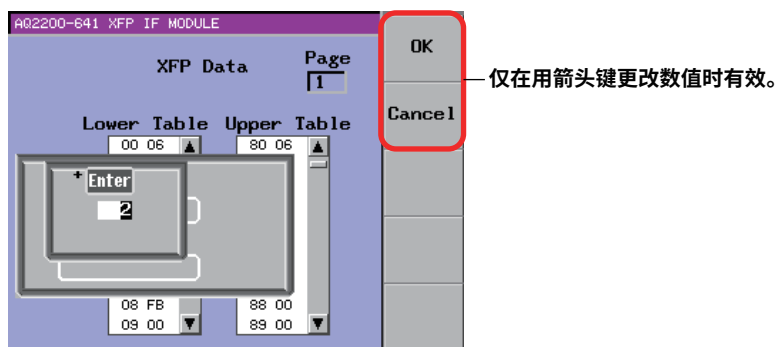 AQ2200-641 XFP IF MODULE
XFP Data
Page
1
OK
Cancel
仅在用箭头键更改数值时有效。
Lower Table Upper Table
00 06 80 06
+ Enter
2
08 FB 88 00
09 00 89 00